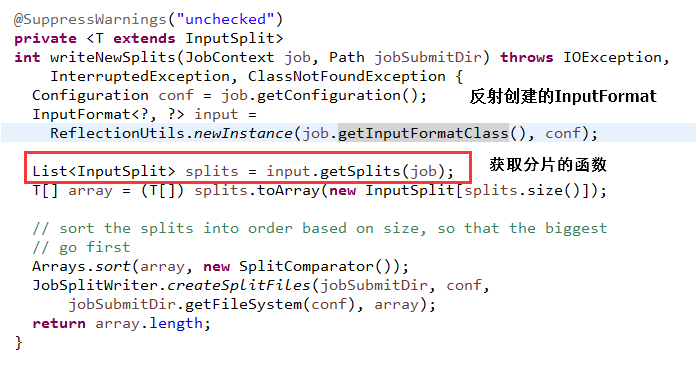 @SuppressWarnings("unchecked")
private <T extends InputSplit>
int writeNewSplits(JobContext job, Path jobSubmitDir) throws IOException,
InterruptedException, ClassNotFoundException {
Configuration conf = job.getConfiguration();
反射创建的InputFormat
InputFormat<?, ?> input =
ReflectionUtils.newInstance(job.getInputFormatClass(), conf);
List<InputSplit> splits = input.getSplits(job);
获取分片的函数
T[] array = (T[]) splits.toArray(new InputSplit[splits.size()]);
// sort the splits into order based on size, so that the biggest
// go first
Arrays.sort(array, new SplitComparator());
JobSplitWriter.createSplitFiles(jobSubmitDir, conf,
jobSubmitDir.getFileSystem(conf), array);
return array.length;
}